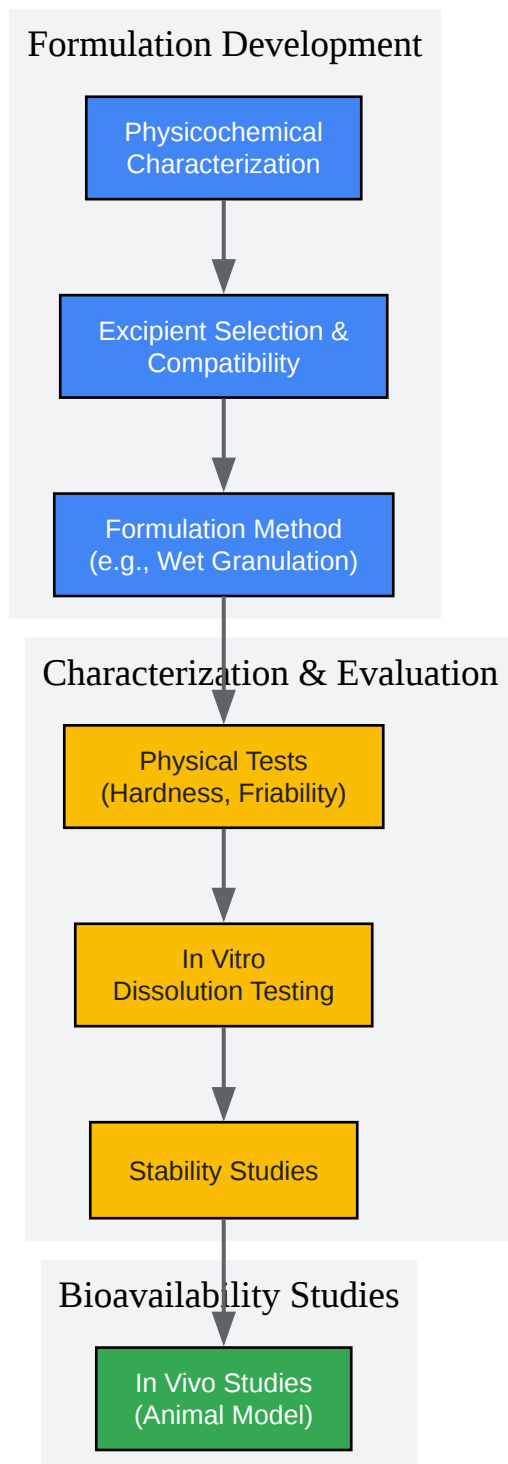 Formulation Development
Physicochemical
Characterization
Excipient Selection &
Compatibility
Formulation Method
(e.g., Wet Granulation)
Characterization & Evaluation
Physical Tests
(Hardness, Friability)
In Vitro
Dissolution Testing
Stability Studies
Bioavailability Studies
In Vivo Studies
(Animal Model)